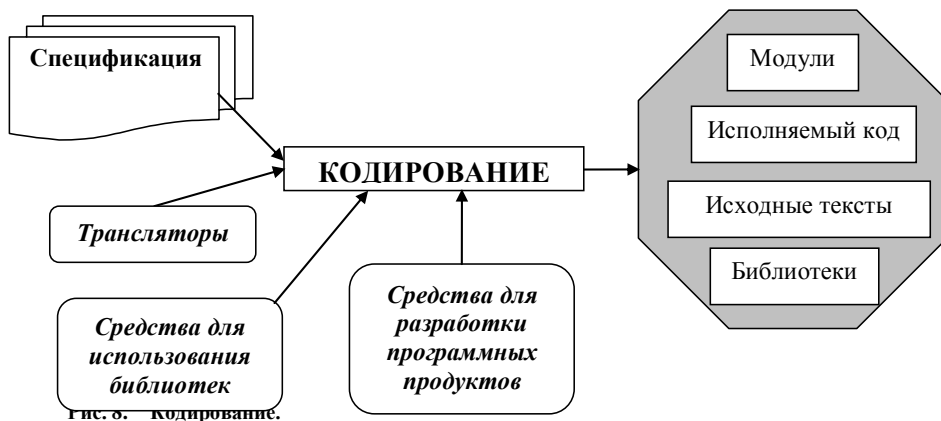 Спецификация
Модули
Исполняемый код
КОДИРОВАНИЕ
Исходные тексты
Трансляторы
Библиотеки
Средства для
использования
библиотек
Средства для
разработки
программных
продуктов
Рис. 8. Кодирование.